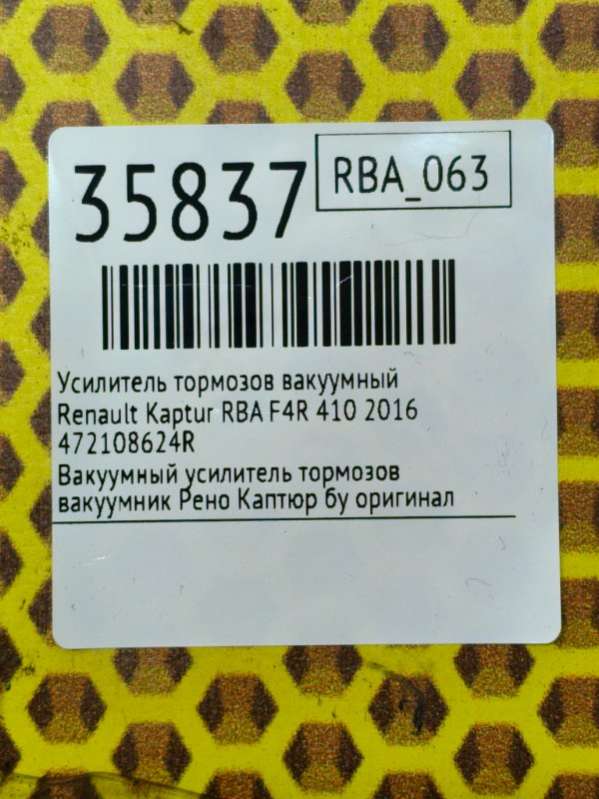 35837
RBA_063
Усилитель тормозов вакуумный
Renault Kaptur RBA F4R 410 2016
472108624R
Вакуумный усилитель тормозов
вакуумник Рено Каптюр бу оригинал